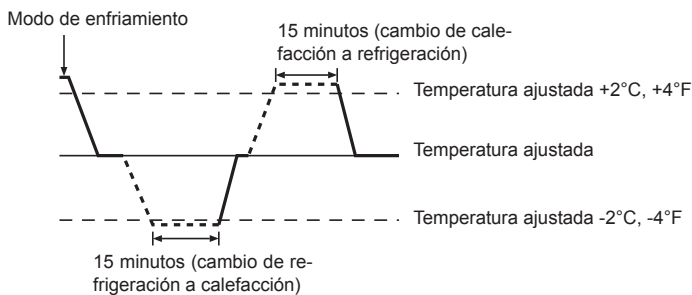 Modo de enfriamiento
15 minutos (cambio de cale-
facción a refrigeración)
Temperatura ajustada +2°C, +4°F
Temperatura ajustada
Temperatura ajustada -2°C, -4°F
15 minutos (cambio de re-
frigeración a calefacción)